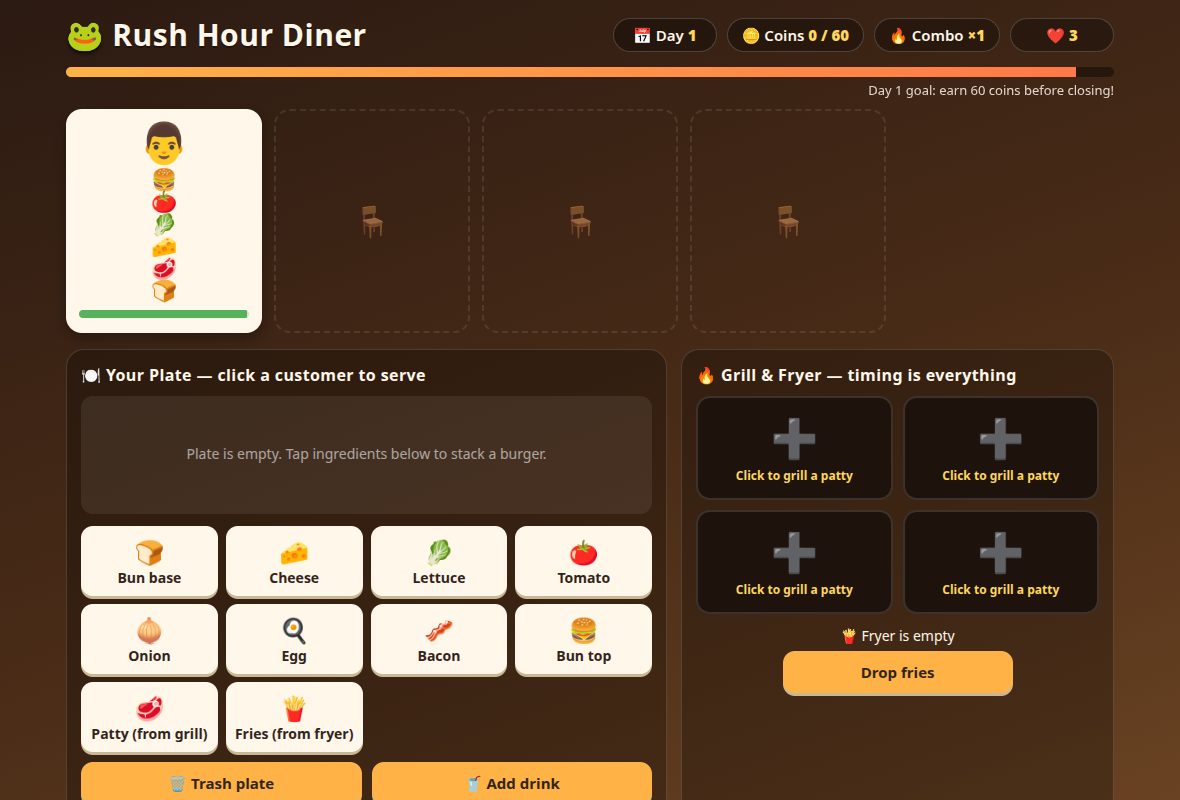 🐸 Rush Hour Diner
📅 Day 1
🪙 Coins 0 / 60
🔥 Combo ×1
❤️ 3
Day 1 goal: earn 60 coins before closing!
🍽️ Your Plate — click a customer to serve
Plate is empty. Tap ingredients below to stack a burger.
Bun base
Cheese
Lettuce
Tomato
Onion
Egg
Bacon
Bun top
Patty (from grill)
Fries (from fryer)
🗑️ Trash plate
🥤 Add drink
🔥 Grill & Fryer — timing is everything
Click to grill a patty
Click to grill a patty
Click to grill a patty
Click to grill a patty
🍟 Fryer is empty
Drop fries